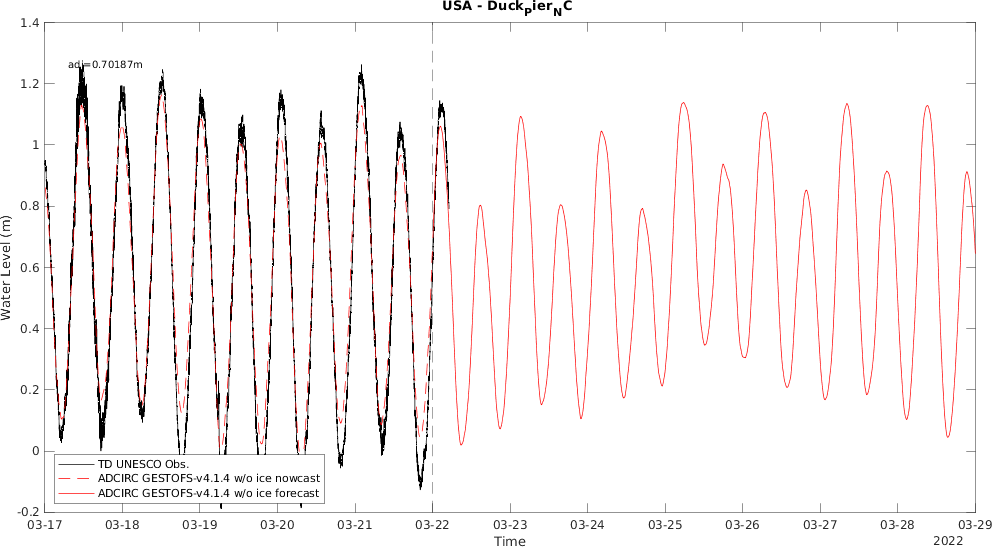 USA - DuckPierNC
adj=0.70187m
Water Level (m)
1.4
1.2
1
0.8
0.6
0.4
0.2
0
-0.2
TD UNESCO Obs.
ADCIRC GESTOFS-v4.1.4 w/o ice nowcast
ADCIRC GESTOFS-v4.1.4 w/o ice forecast
03-17 03-18 03-19 03-20 03-21 03-22 03-23 03-24 03-25 03-26 03-27 03-28 03-29
Time
2022